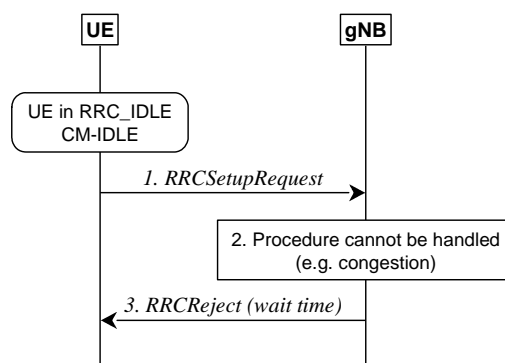 UE
gNB
UE in RRC_IDLE
CM-IDLE
1. RRCSetupRequest
2. Procedure cannot be handled
(e.g. congestion)
3. RRCReject (wait time)